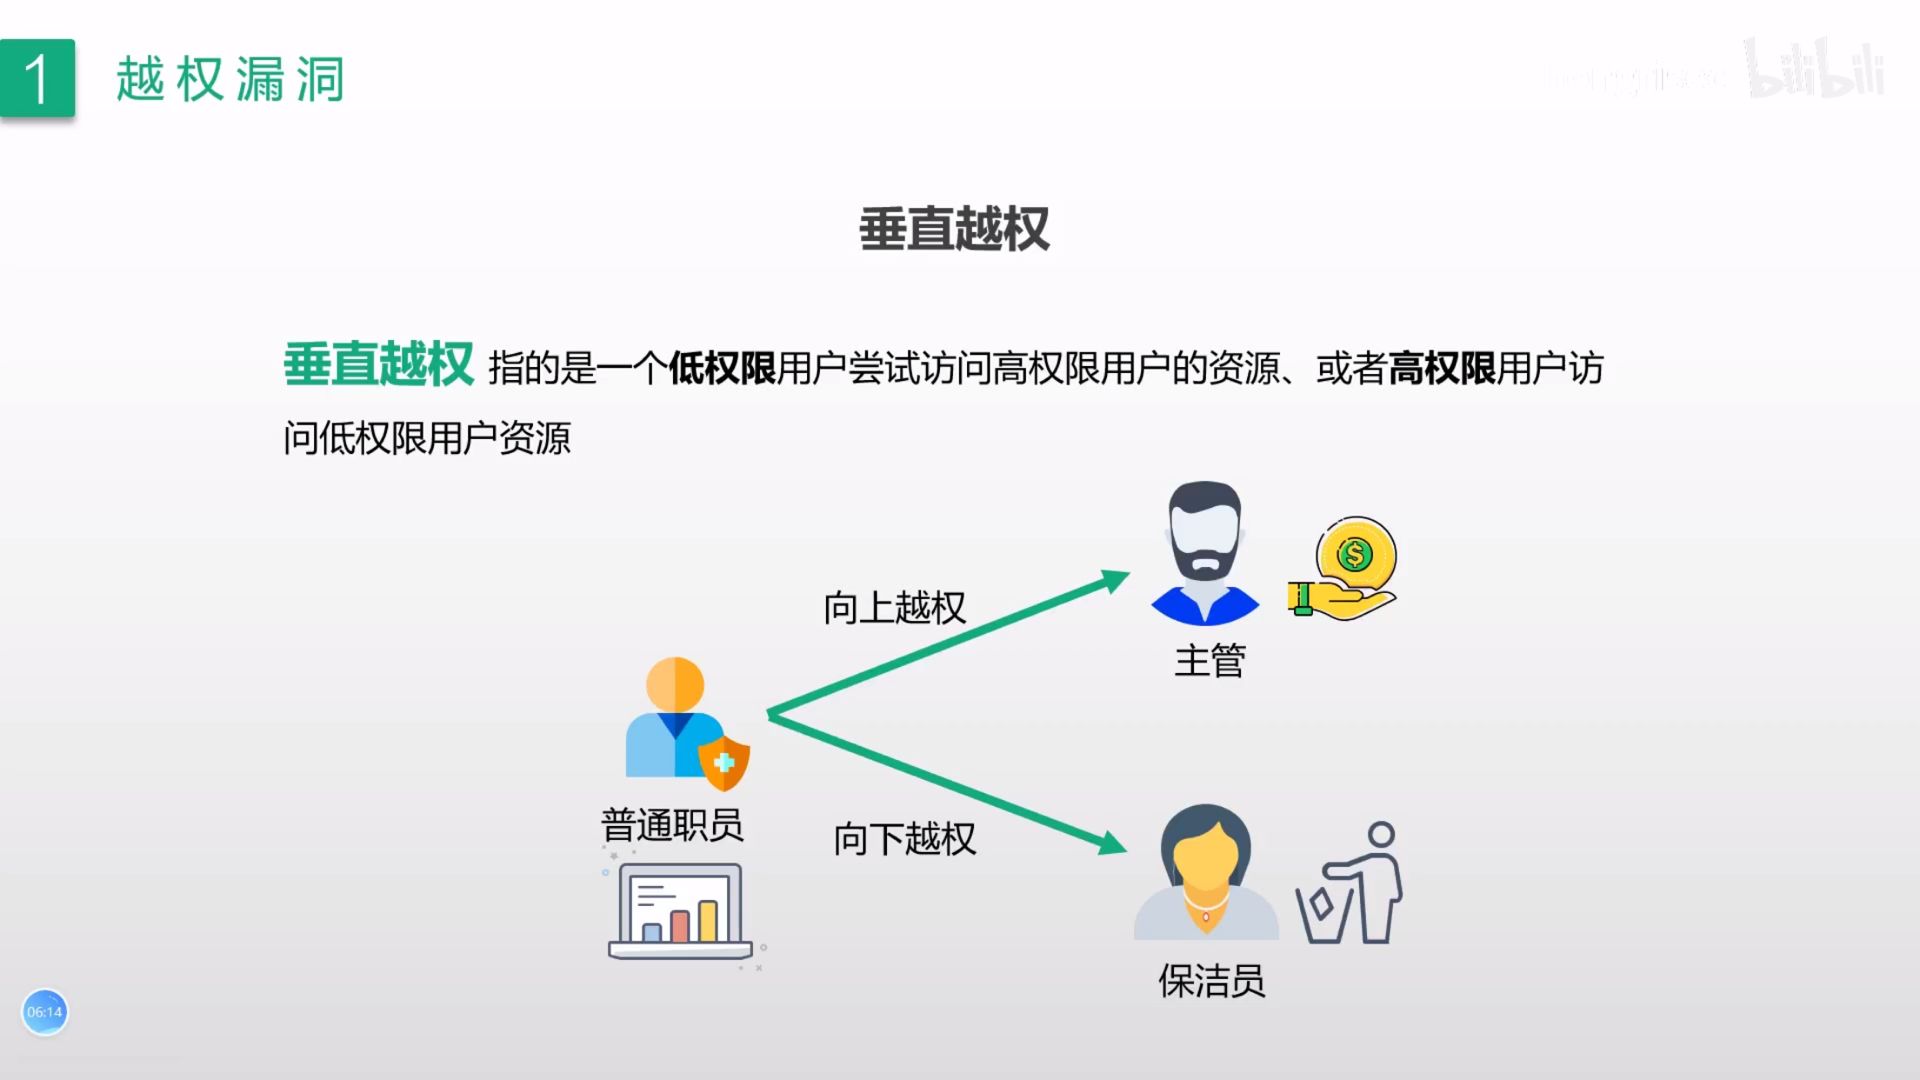 1
越权漏洞
bilibili
垂直越权
垂直越权 指的是一个低权限用户尝试访问高权限用户的资源、或者高权限用户访
问低权限用户资源
向上越权
主管
普通职员
向下越权
保洁员
06:14